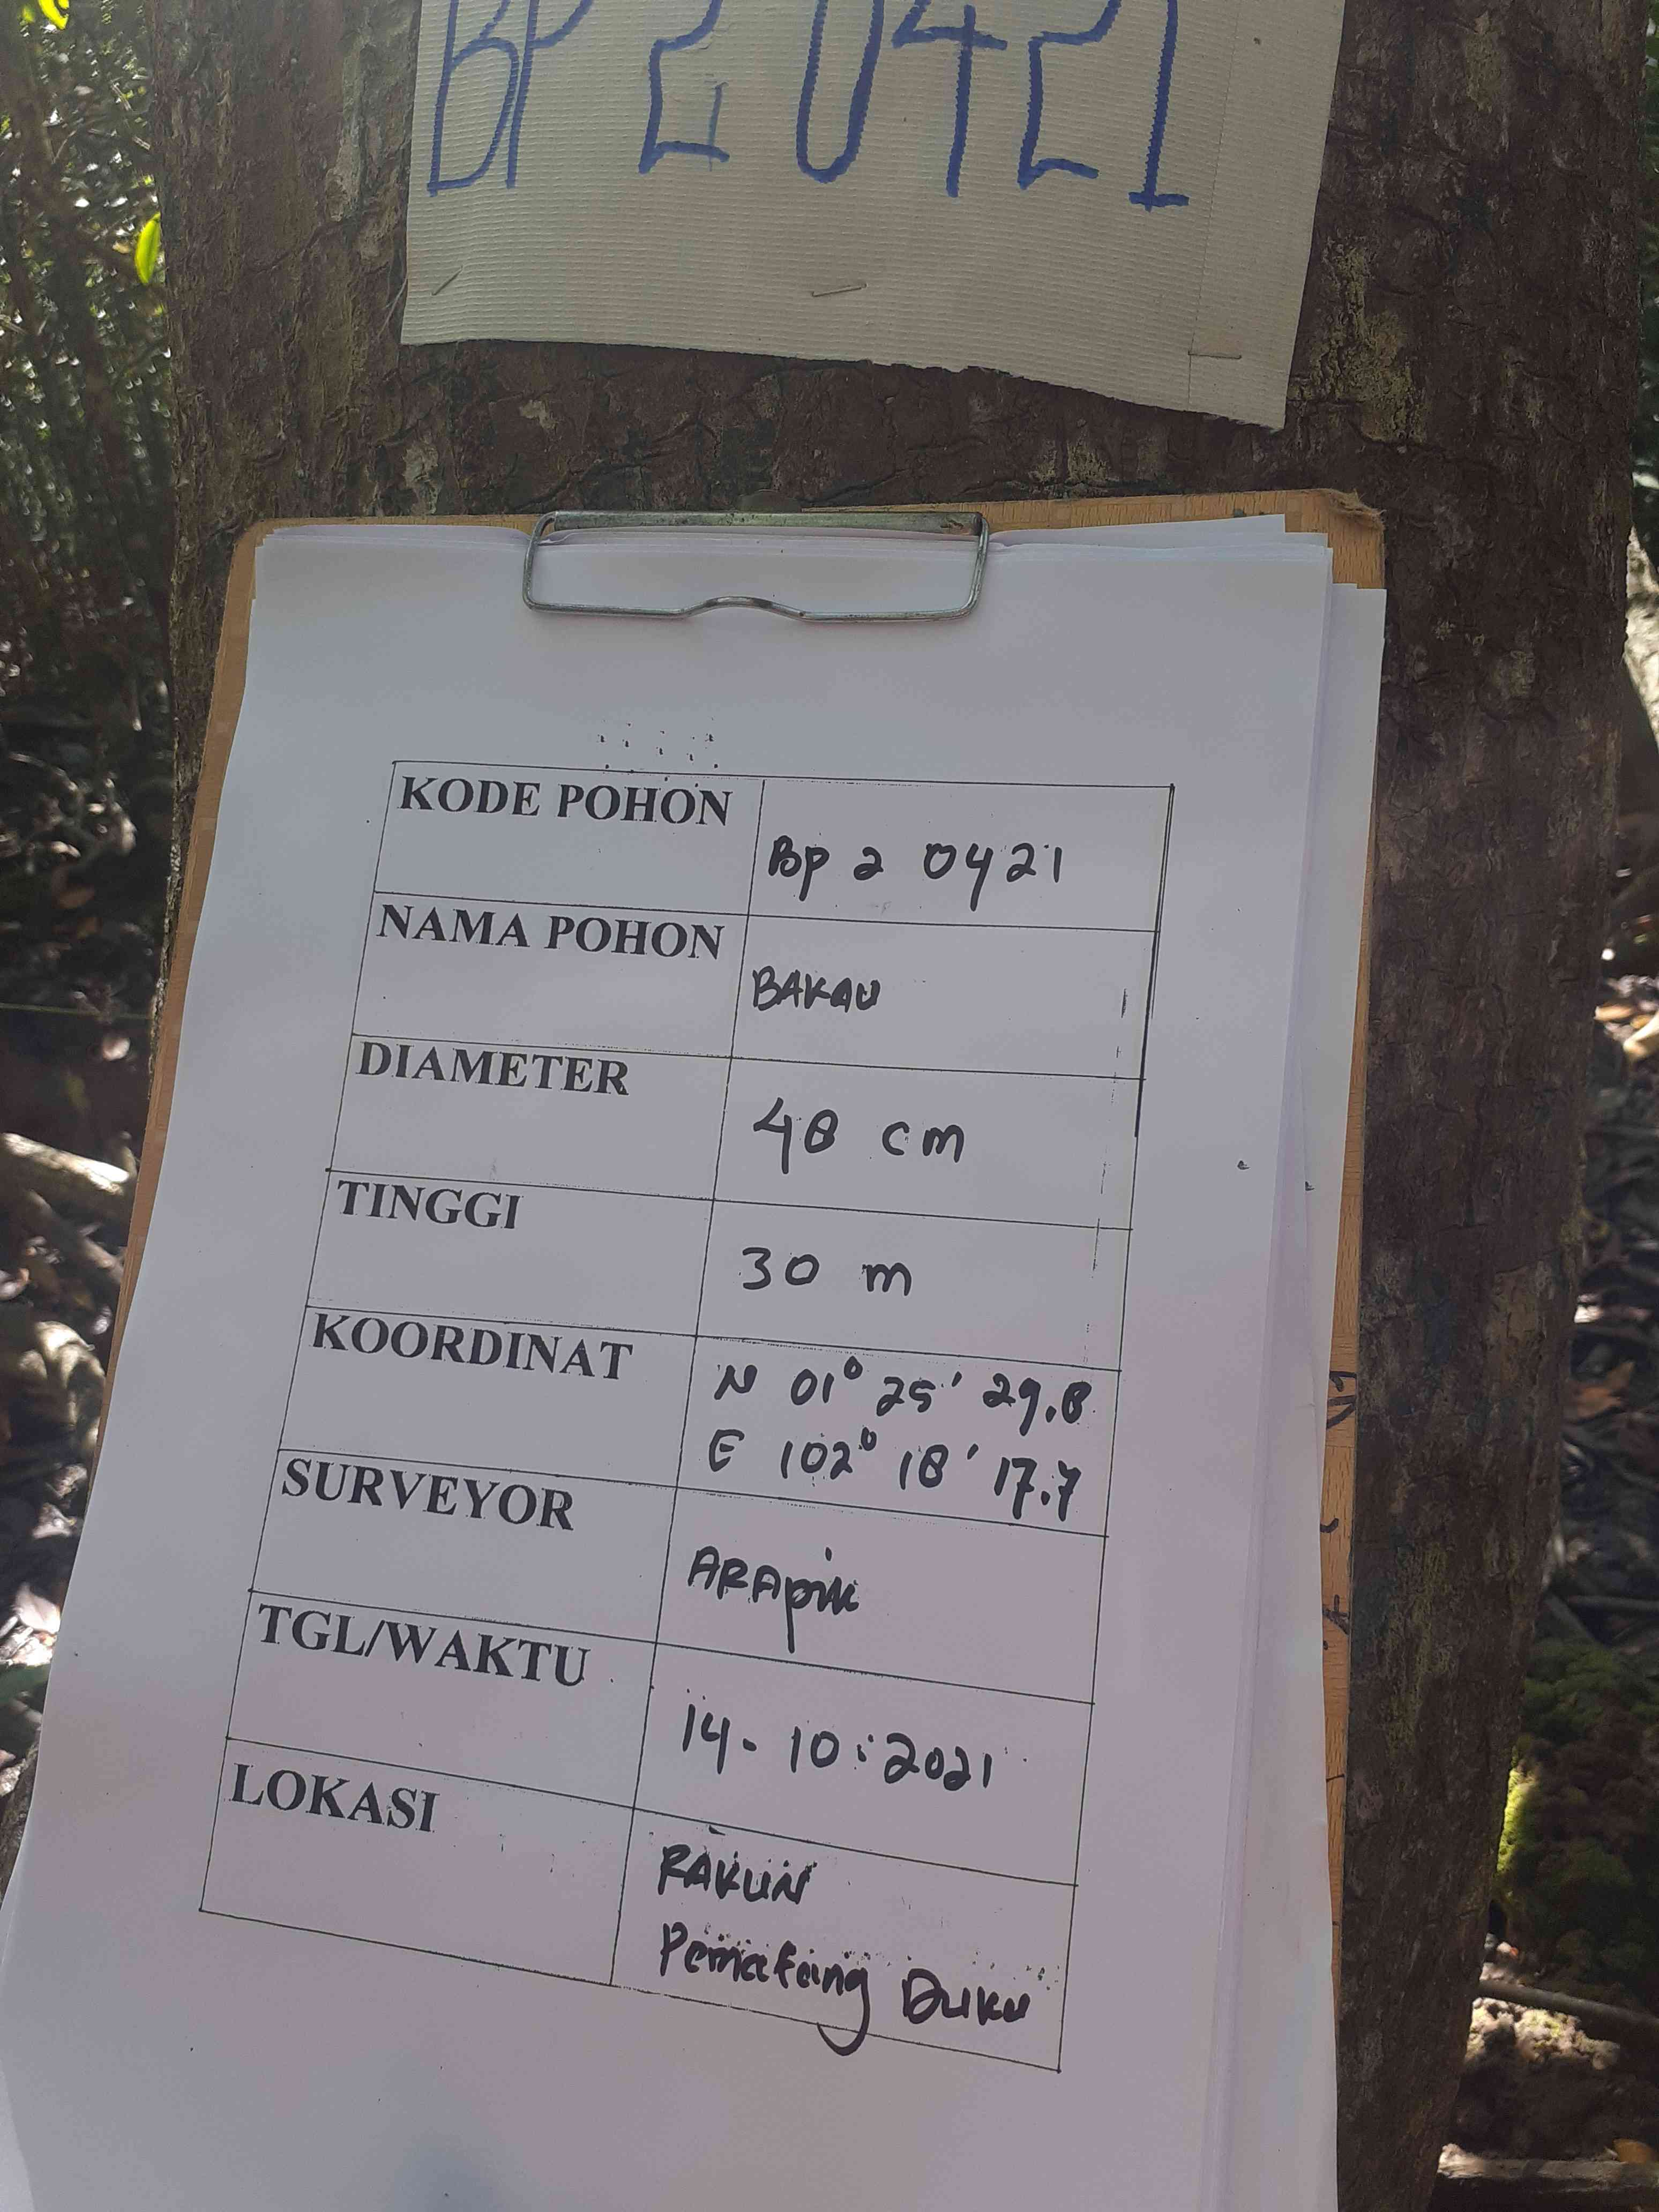 BP 2 0421
KODE POHON
Bp 2 0421
NAMA POHON
BAKAU
DIAMETER
48 cm
TINGGI
30 m
KOORDINAT
N 01° 25' 29.8
E 102° 18' 17.7
SURVEYOR
ARApik
TGL/WAKTU
14. 10:2021
LOKASI
RAKUN
Pematang Duku